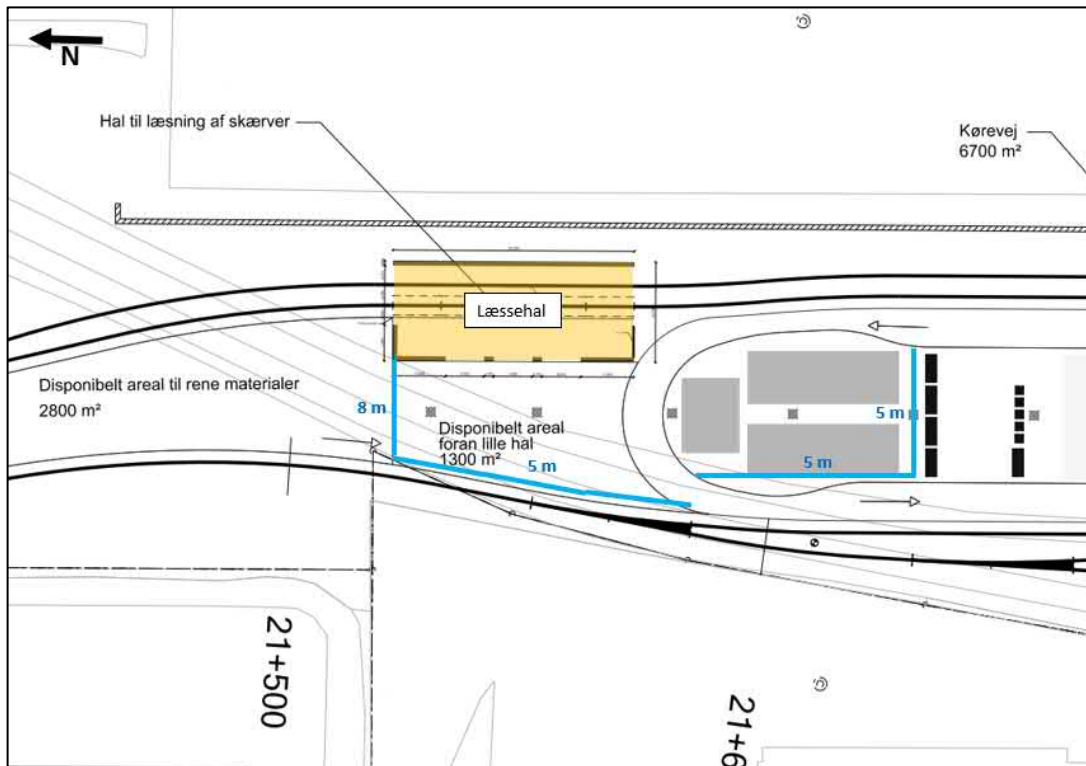 N
Hal til læsning af skærver
Kørevej
6700 m²
Læssehal
Disponibelt areal til rene materialer
2800 m²
8 m
Disponibelt areal
foran lille hal
1300 m²
5 m
5 m
5 m
21+500
21+6